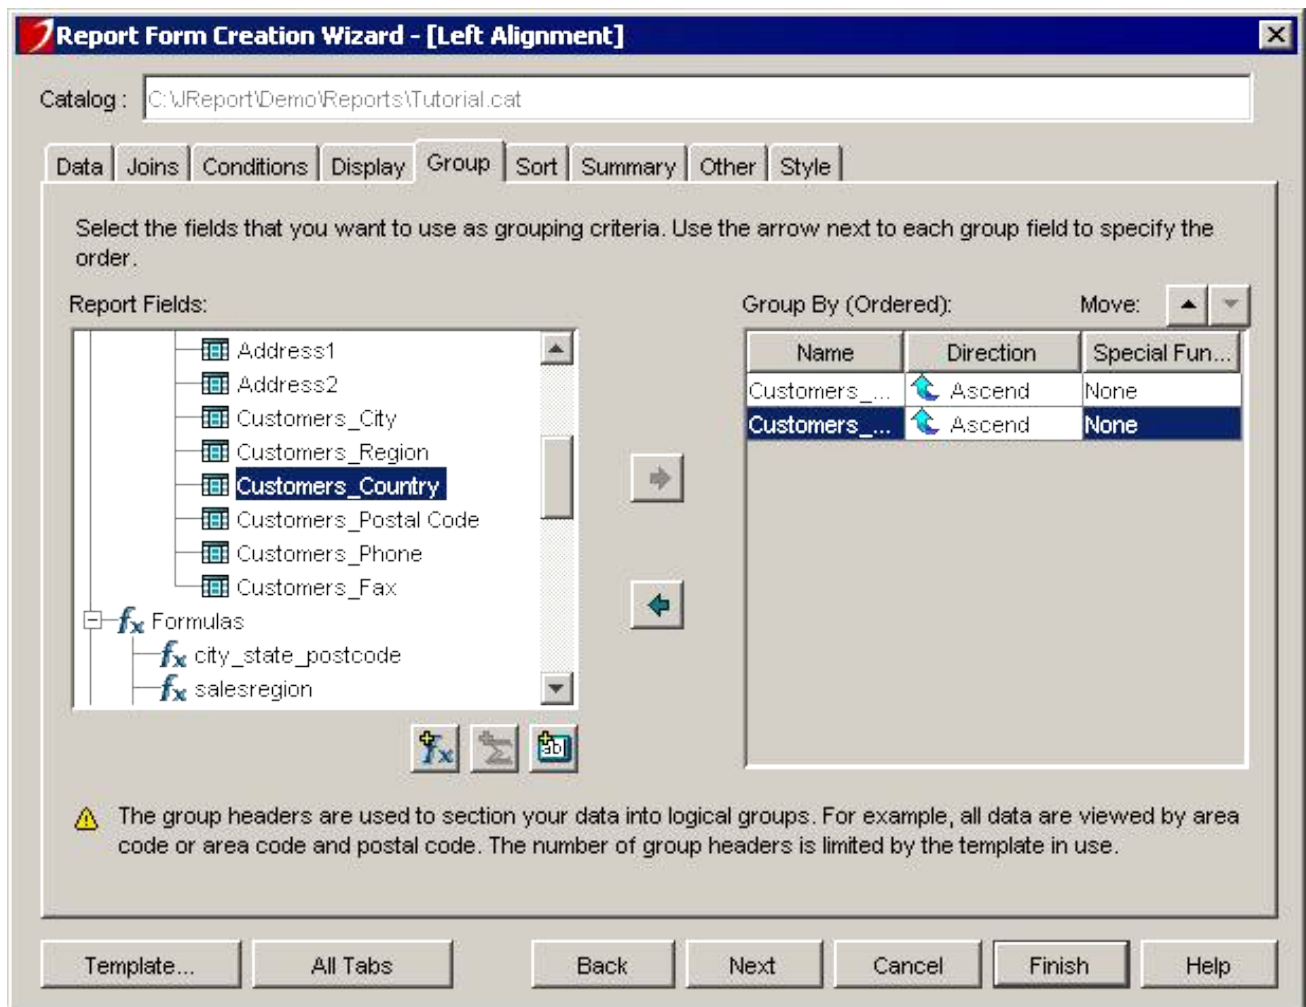 Report Form Creation Wizard - [Left Alignment]
Catalog : C:\JReport\Demo\Reports\Tutorial.cat
Data Joins Conditions Display Group Sort Summary Other Style
Select the fields that you want to use as grouping criteria. Use the arrow next to each group field to specify the
order.
Report Fields:
Address1
Address2
Customers_City
Customers_Region
Customers_Country
Customers_Postal Code
Customers_Phone
Customers_Fax
Formulas
city_state_postcode
salesregion
Group By (Ordered): Move:
Name Direction Special Fun...
Customers_... Ascend None
Customers_... Ascend None
The group headers are used to section your data into logical groups. For example, all data are viewed by area
code or area code and postal code. The number of group headers is limited by the template in use.
Template... All Tabs Back Next Cancel Finish Help